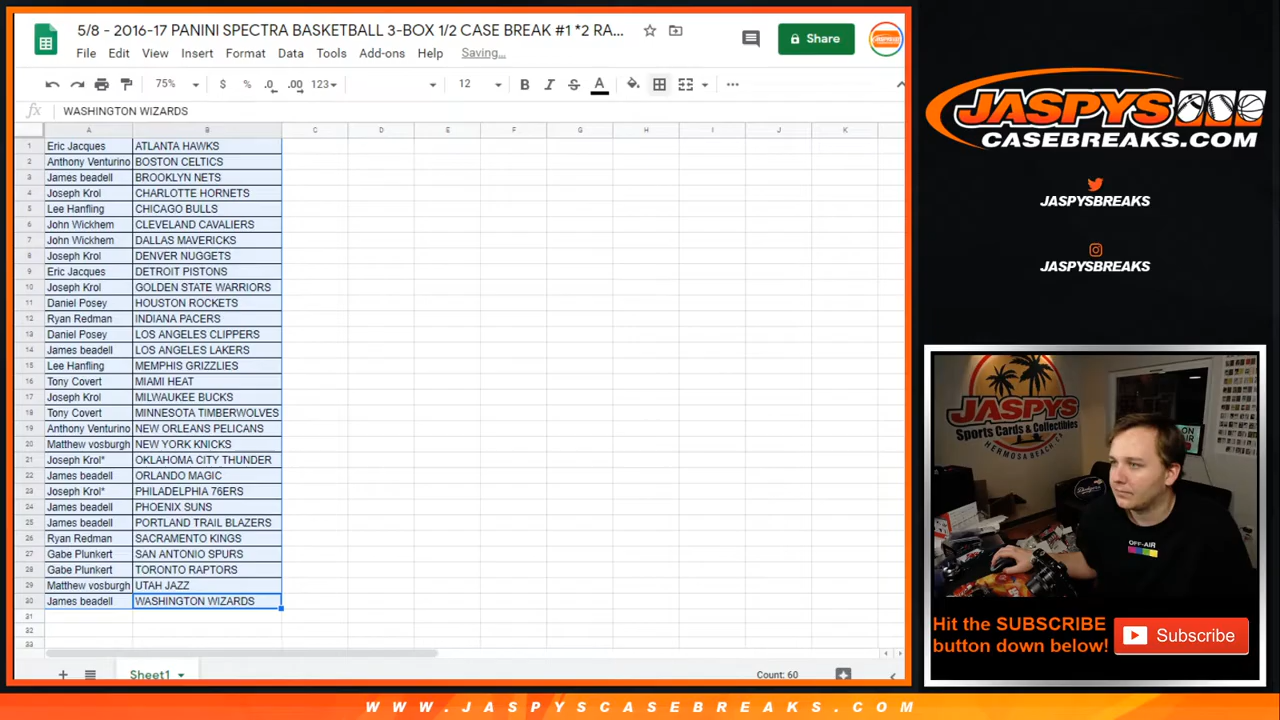 5/8 - 2016-17 PANINI SPECTRA BASKETBALL 3-BOX 1/2 CASE BREAK #1 *2 RA...
Share
File Edit View Insert Format Data Tools Add-ons Help Saving...
75% $ % .0 .00 123 12 B I S A ...
fx WASHINGTON WIZARDS
A B C D E F G H I J K
1 Eric Jacques ATLANTA HAWKS
2 Anthony Venturino BOSTON CELTICS
3 James beadell BROOKLYN NETS
4 Joseph Krol CHARLOTTE HORNETS
5 Lee Hanfling CHICAGO BULLS
6 John Wickhem CLEVELAND CAVALIERS
7 John Wickhem DALLAS MAVERICKS
8 Joseph Krol DENVER NUGGETS
9 Eric Jacques DETROIT PISTONS
10 Joseph Krol GOLDEN STATE WARRIORS
11 Daniel Posey HOUSTON ROCKETS
12 Ryan Redman INDIANA PACERS
13 Daniel Posey LOS ANGELES CLIPPERS
14 James beadell LOS ANGELES LAKERS
15 Lee Hanfling MEMPHIS GRIZZLIES
16 Tony Covert MIAMI HEAT
17 Joseph Krol MILWAUKEE BUCKS
18 Tony Covert MINNESOTA TIMBERWOLVES
19 Anthony Venturino NEW ORLEANS PELICANS
20 Matthew vosburgh NEW YORK KNICKS
21 Joseph Krol* OKLAHOMA CITY THUNDER
22 James beadell ORLANDO MAGIC
23 Joseph Krol* PHILADELPHIA 76ERS
24 James beadell PHOENIX SUNS
25 James beadell PORTLAND TRAIL BLAZERS
26 Ryan Redman SACRAMENTO KINGS
27 Gabe Plunkert SAN ANTONIO SPURS
28 Gabe Plunkert TORONTO RAPTORS
29 Matthew vosburgh UTAH JAZZ
30 James beadell WASHINGTON WIZARDS
31
32
33
Sheet1
Count: 60
JASPYS
CASEBREAKS.COM
JASPYSBREAKS
JASPYSBREAKS
JASPYS
Sports Cards & Collectibles
HERMOSA BEACH, CA
ON
AIR
Dodgers
OFF-AIR
Hit the SUBSCRIBE
button down below!
Subscribe
WWW.JASPYSCASEBREAKS.COM